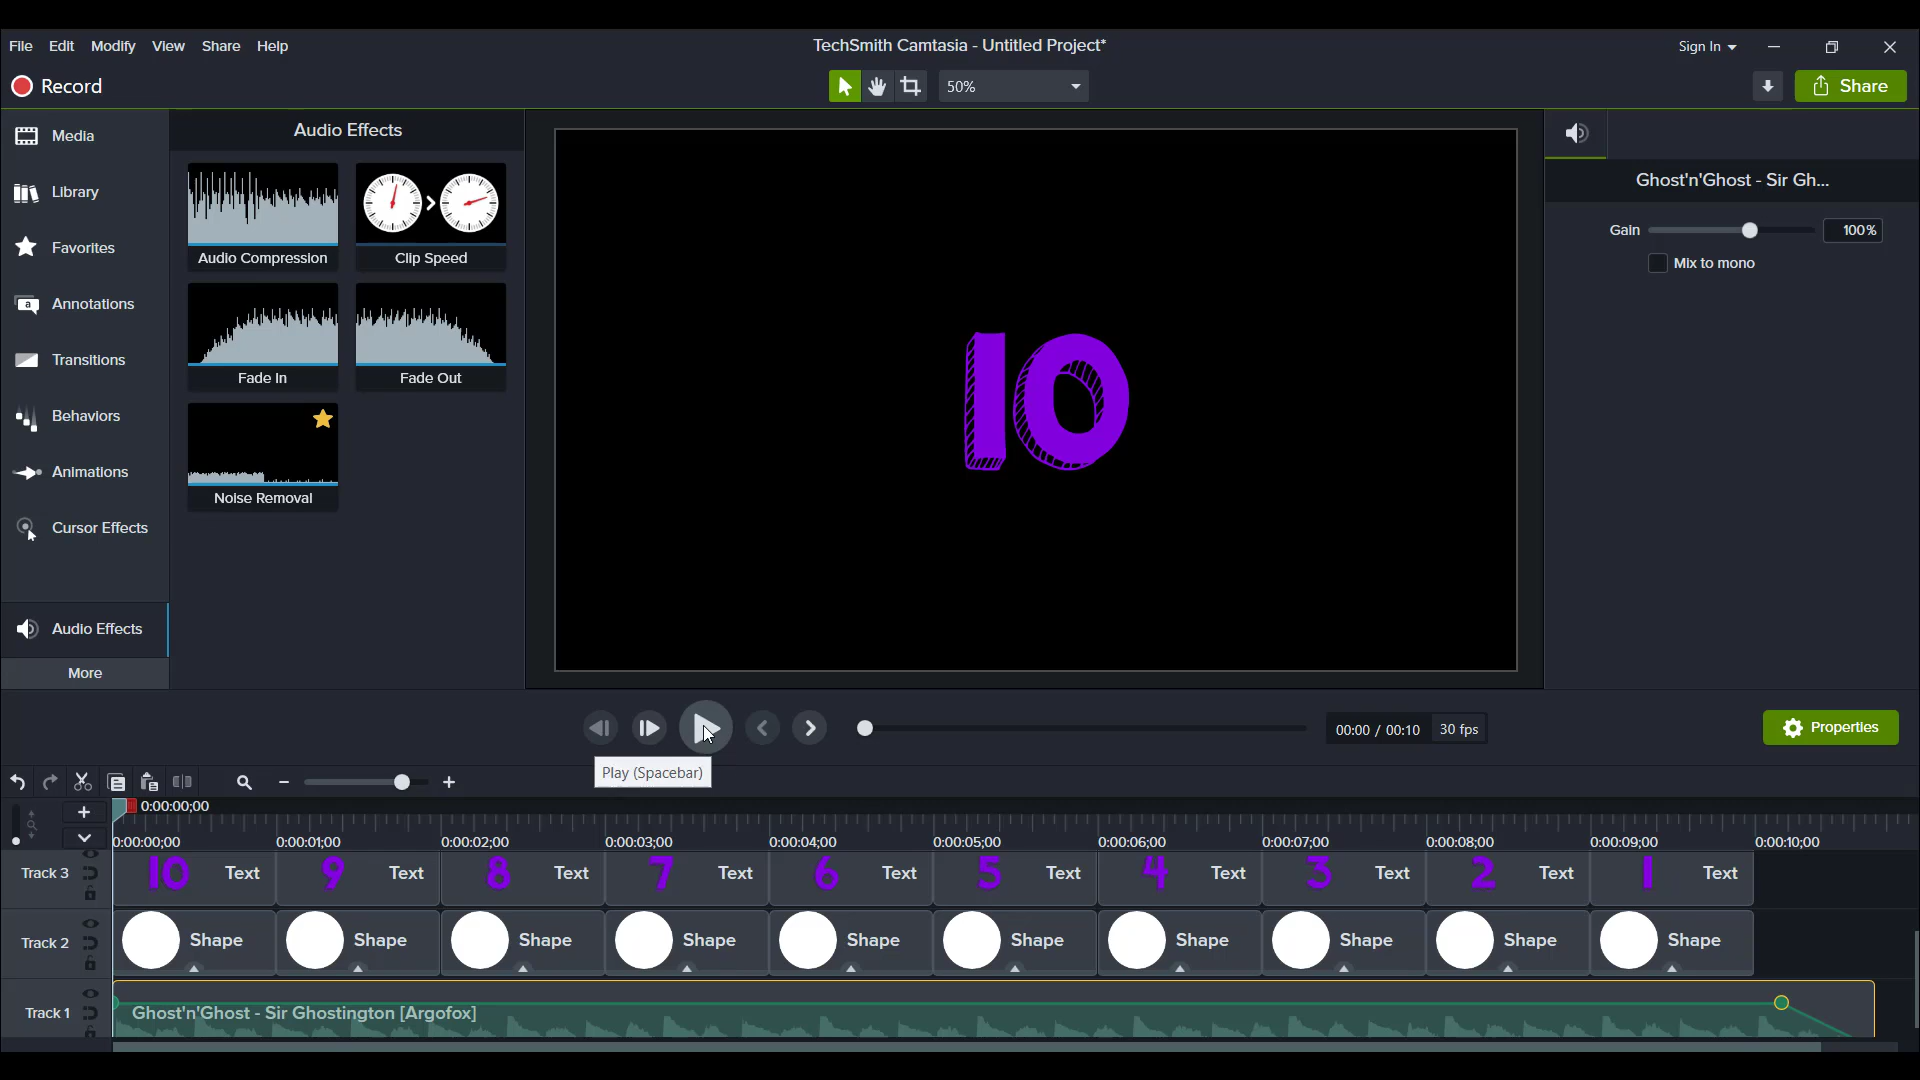 File Edit Modify View Share Help
TechSmith Camtasia - Untitled Project*
Sign In
Record
50%
Share
Media
Library
Favorites
Annotations
Transitions
Behaviors
Animations
Cursor Effects
Audio Effects
More
Audio Effects
Audio Compression
Clip Speed
Fade In
Fade Out
Noise Removal
10
Ghost'n'Ghost - Sir Gh...
Gain 100%
Mix to mono
00:00 / 00:10 30 fps
Properties
Play (Spacebar)
0:00:00;00
0:00:00;00 0:00:01;00 0:00:02;00 0:00:03;00 0:00:04;00 0:00:05;00 0:00:06;00 0:00:07;00 0:00:08;00 0:00:09;00 0:00:10;00
Track 3 10 Text 9 Text 8 Text 7 Text 6 Text 5 Text 4 Text 3 Text 2 Text 1 Text
Track 2 Shape Shape Shape Shape Shape Shape Shape Shape Shape Shape
Track 1 Ghost'n'Ghost - Sir Ghostington [Argofox]